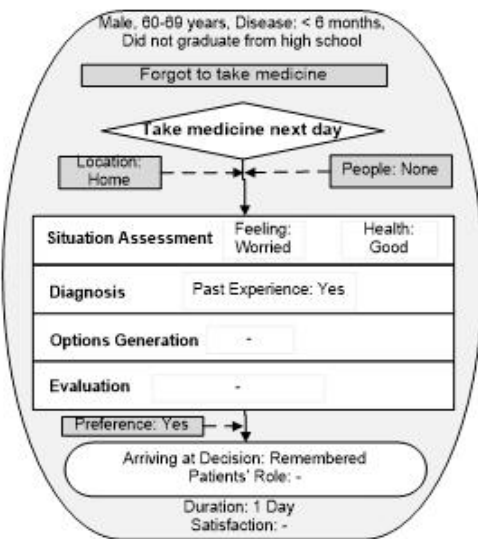 Male, 60-69 years, Disease: < 6 months,
Did not graduate from high school
Forgot to take medicine
Take medicine next day
Location:
Home
People: None
Situation Assessment
Feeling:
Worried
Health:
Good
Diagnosis
Past Experience: Yes
Options Generation
-
Evaluation
-
Preference: Yes
Arriving at Decision: Remembered
Patients' Role: -
Duration: 1 Day
Satisfaction: -